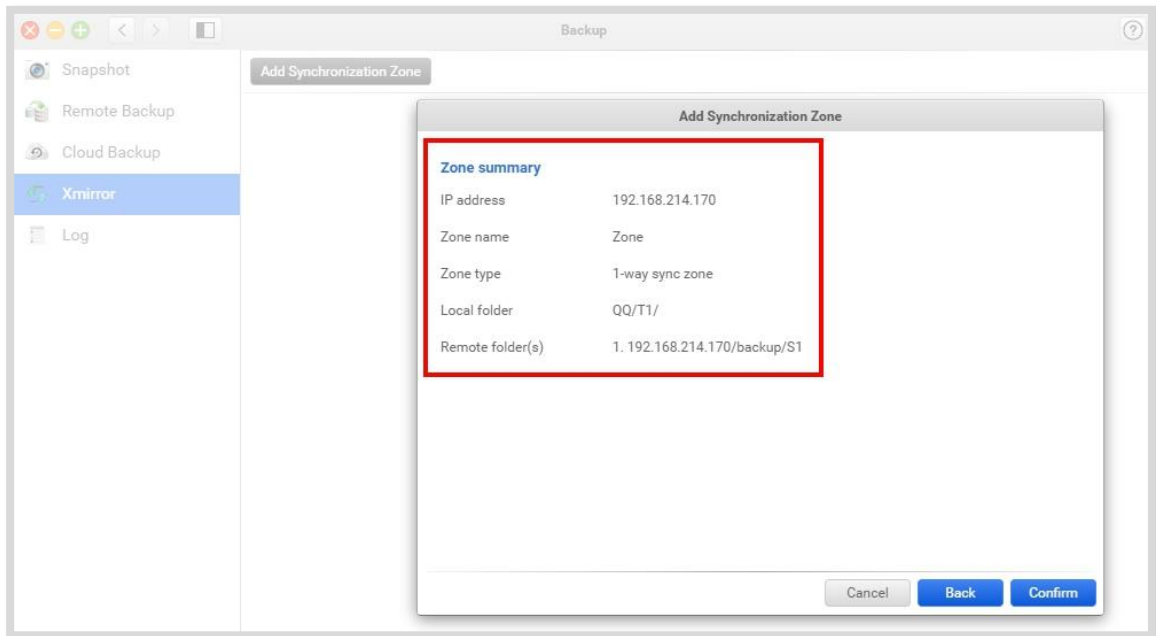 Backup
?
Snapshot
Remote Backup
Cloud Backup
Xmirror
Log
Add Synchronization Zone
Add Synchronization Zone
Zone summary
IP address 192.168.214.170
Zone name Zone
Zone type 1-way sync zone
Local folder QQ/T1/
Remote folder(s) 1. 192.168.214.170/backup/S1
Cancel Back Confirm